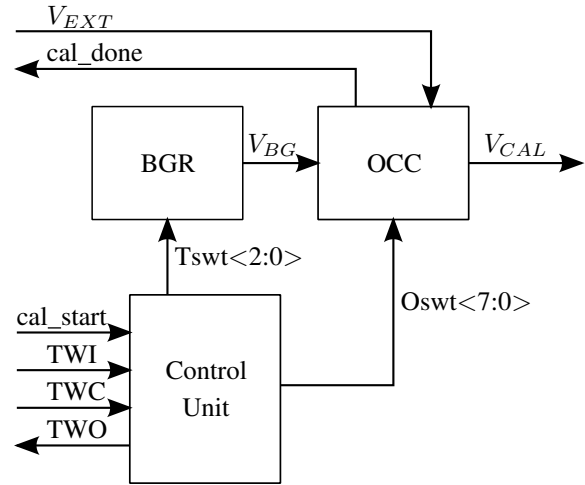 V_EXT
cal_done
BGR
V_BG
OCC
V_CAL
Tswt<2:0>
Oswt<7:0>
cal_start
TWI
TWC
TWO
Control
Unit